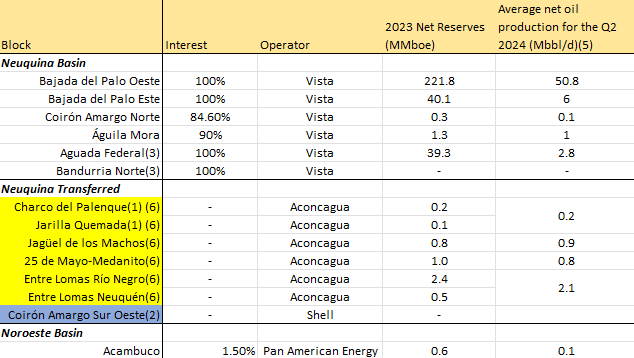 Block Interest Operator 2023 Net Reserves (MMboe) Average net oil production for the Q2 2024 (Mbbl/d)(5)
Neuquina Basin
Bajada del Palo Oeste 100% Vista 221.8 50.8
Bajada del Palo Este 100% Vista 40.1 6
Coirón Amargo Norte 84.60% Vista 0.3 0.1
Águila Mora 90% Vista 1.3 1
Aguada Federal(3) 100% Vista 39.3 2.8
Bandurria Norte(3) 100% Vista - -
Neuquina Transferred
Charco del Palenque(1) (6) - Aconcagua 0.2 0.2
Jarilla Quemada(1) (6) - Aconcagua 0.1
Jagüel de los Machos(6) - Aconcagua 0.8 0.9
25 de Mayo-Medanito(6) - Aconcagua 1.0 0.8
Entre Lomas Río Negro(6) - Aconcagua 2.4 2.1
Entre Lomas Neuquén(6) - Aconcagua 0.5
Coirón Amargo Sur Oeste(2) - Shell -
Noroeste Basin
Acambuco 1.50% Pan American Energy 0.6 0.1